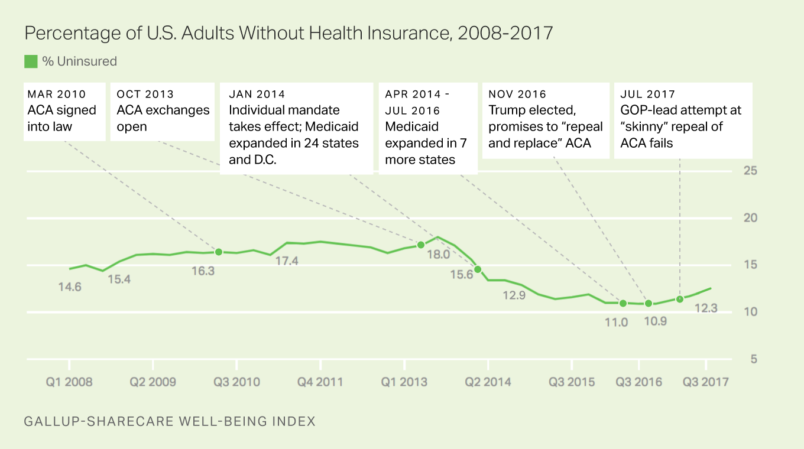 Percentage of U.S. Adults Without Health Insurance, 2008-2017
% Uninsured
MAR 2010
ACA signed
into law
OCT 2013
ACA exchanges
open
JAN 2014
Individual mandate
takes effect; Medicaid
expanded in 24 states
and D.C.
APR 2014 -
JUL 2016
Medicaid
expanded in 7
more states
NOV 2016
Trump elected,
promises to “repeal
and replace” ACA
JUL 2017
GOP-lead attempt at
“skinny” repeal of
ACA fails
25
20
15
10
5
14.6
15.4
16.3
17.4
18.0
15.6
12.9
11.0
10.9
12.3
Q1 2008
Q2 2009
Q3 2010
Q4 2011
Q1 2013
Q2 2014
Q3 2015
Q3 2016
Q3 2017
GALLUP-SHARECARE WELL-BEING INDEX